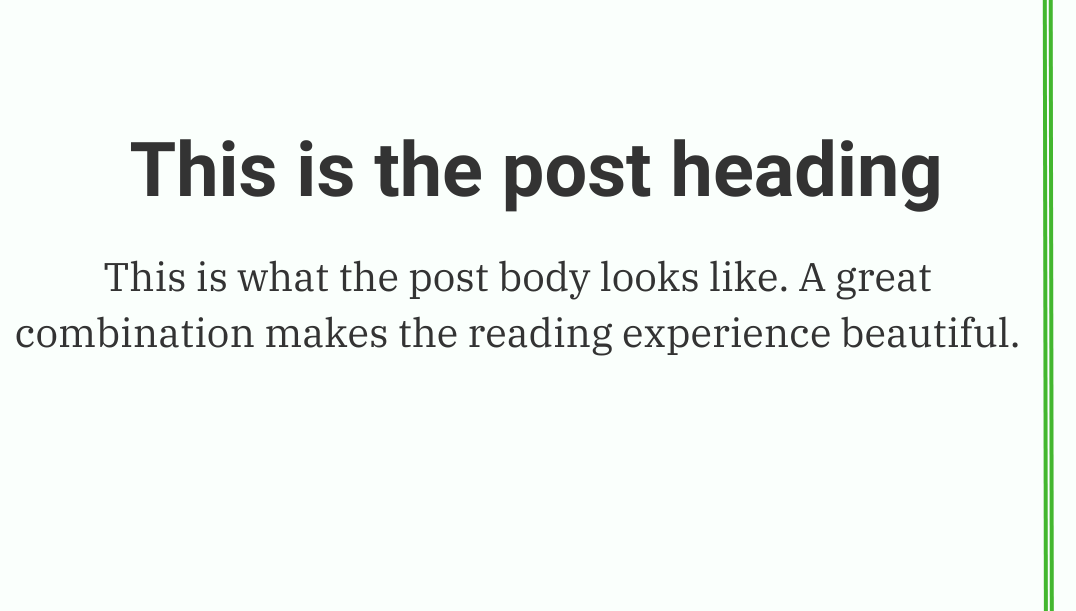 This is the post heading
This is what the post body looks like. A great
combination makes the reading experience beautiful.